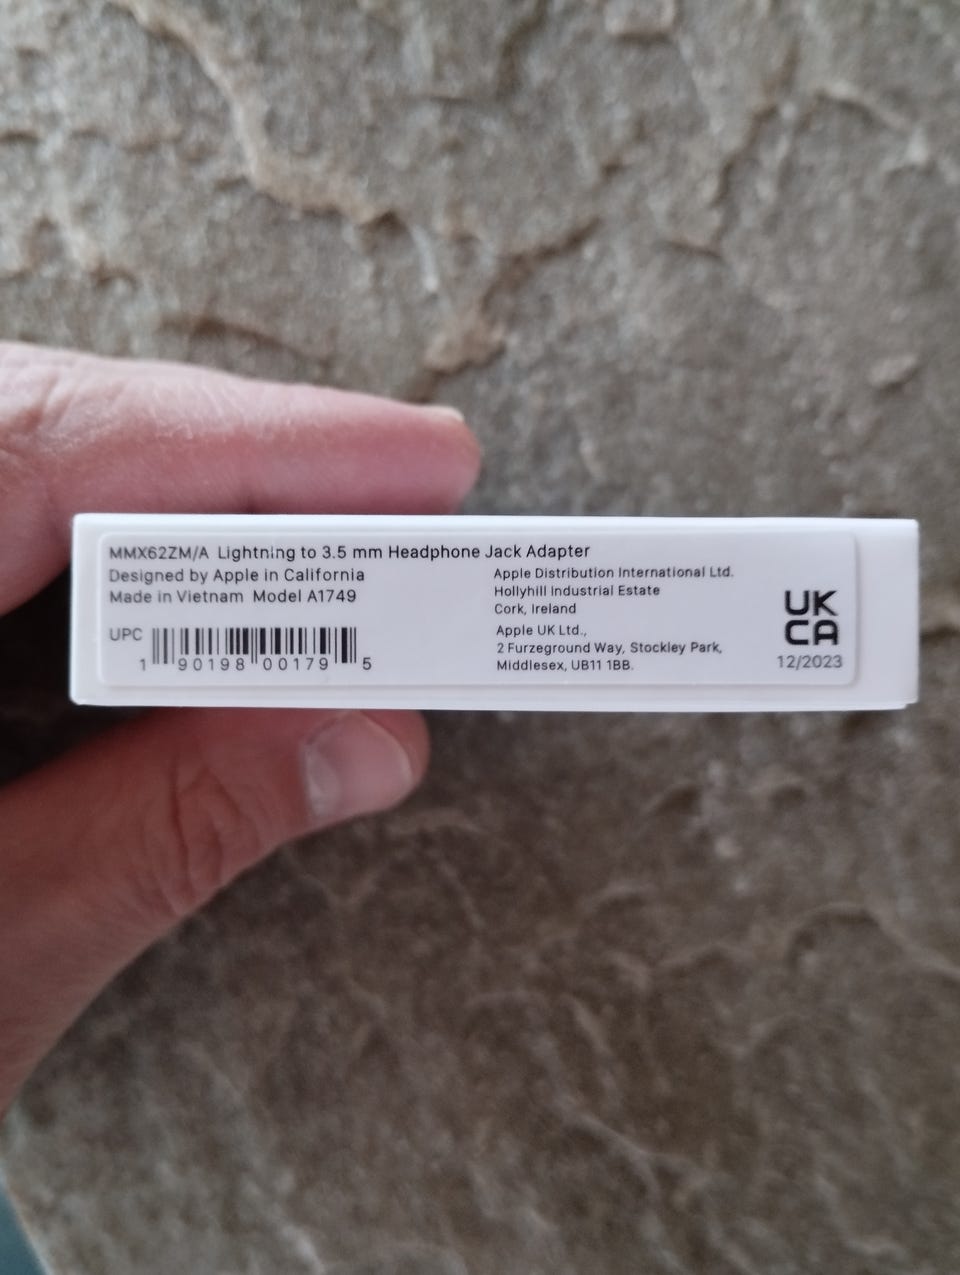 MMX62ZM/A Lightning to 3.5 mm Headphone Jack Adapter
Designed by Apple in California
Made in Vietnam Model A1749
UPC
1 90198 00179 5
Apple Distribution International Ltd.
Hollyhill Industrial Estate
Cork, Ireland
Apple UK Ltd.,
2 Furzeground Way, Stockley Park,
Middlesex, UB11 1BB.
UK
CA
12/2023